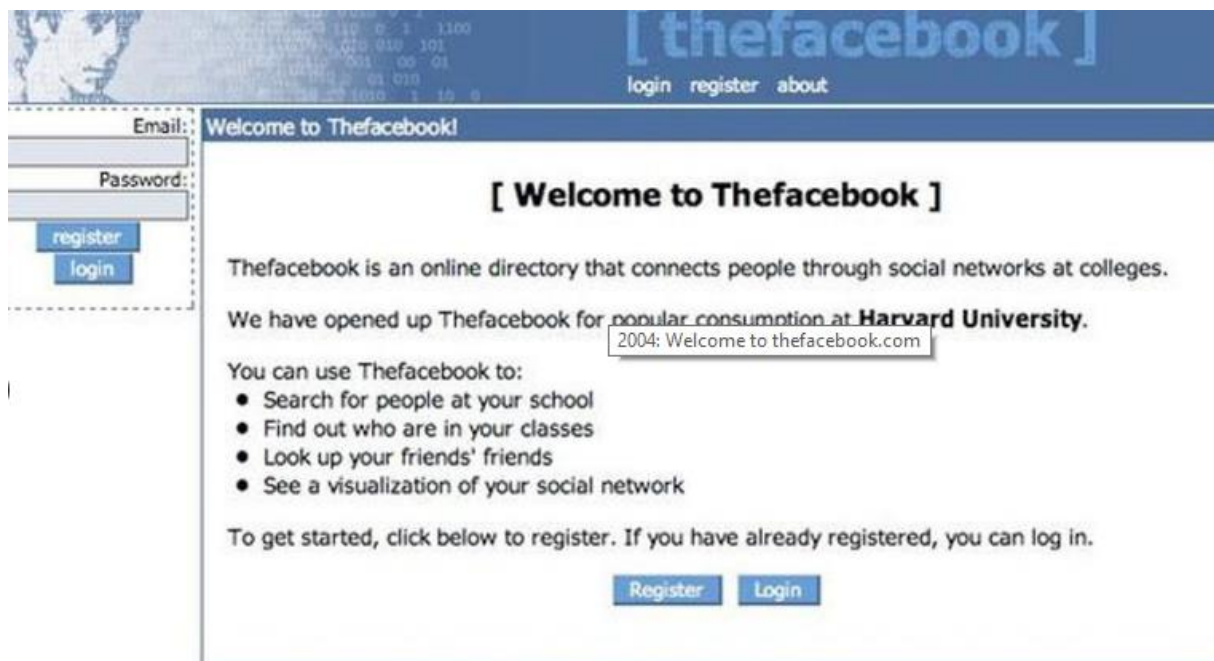 [thefacebook]
login register about
Email:
Password:
register
login
Welcome to Thefacebook!
[ Welcome to Thefacebook ]
Thefacebook is an online directory that connects people through social networks at colleges.
We have opened up Thefacebook for popular consumption at Harvard University.
2004: Welcome to thefacebook.com
You can use Thefacebook to:
• Search for people at your school
• Find out who are in your classes
• Look up your friends' friends
• See a visualization of your social network
To get started, click below to register. If you have already registered, you can log in.
Register Login